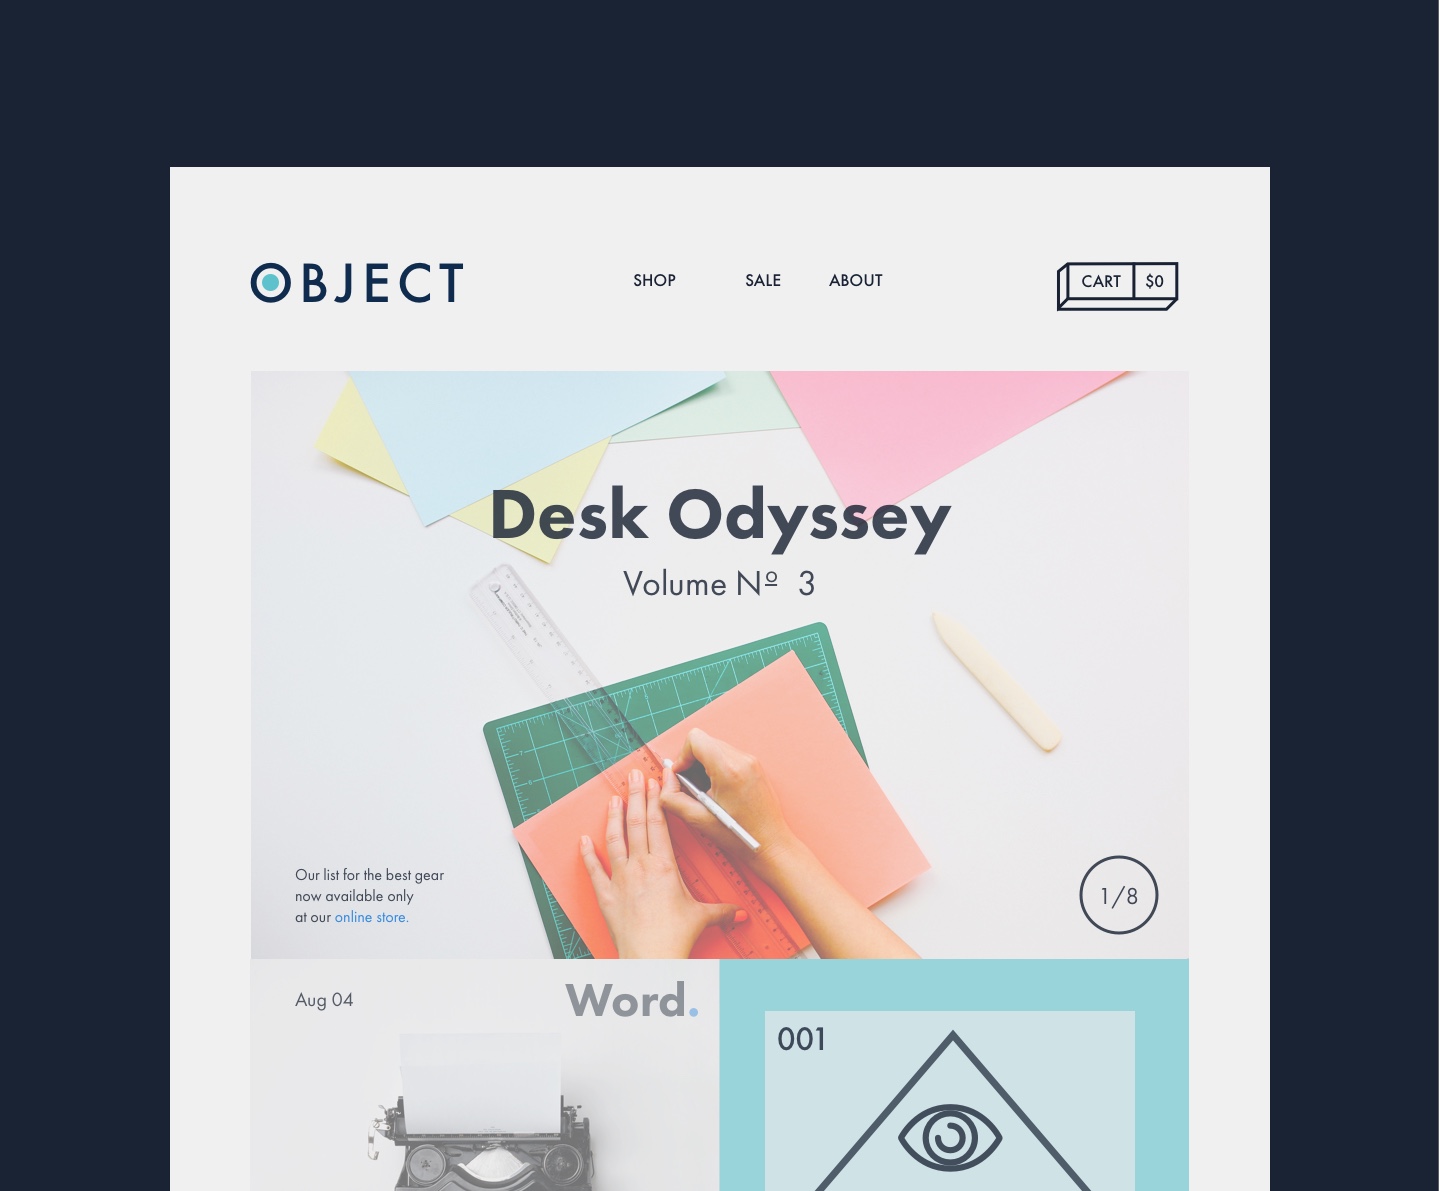 OBJECT
SHOP SALE ABOUT
CART $0
Desk Odyssey
Volume Nº 3
Our list for the best gear
now available only
at our online store.
1/8
Aug 04
Word.
001